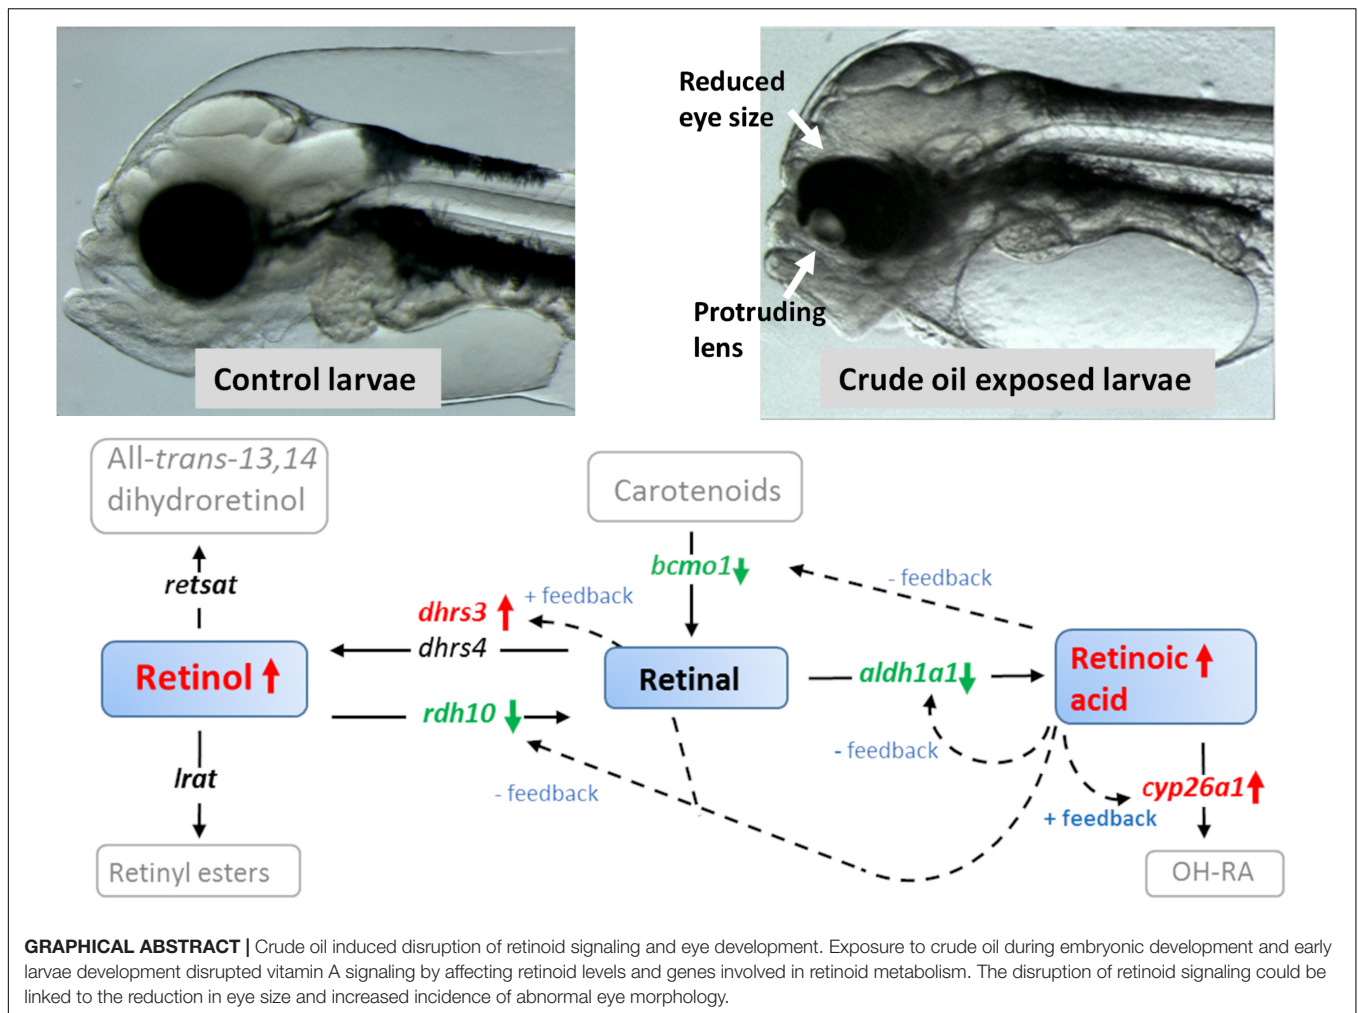 Reduced
eye size
Protruding
lens
Control larvae
Crude oil exposed larvae
All-trans-13,14
dihydroretinol
Carotenoids
retsat
bcmo1
- feedback
dhrs3
+ feedback
dhrs4
Retinol
Retinal
aldh1a1
Retinoic
acid
rdh10
- feedback
lrat
- feedback
cyp26a1
+ feedback
Retinyl esters
OH-RA
GRAPHICAL ABSTRACT | Crude oil induced disruption of retinoid signaling and eye development. Exposure to crude oil during embryonic development and early
larvae development disrupted vitamin A signaling by affecting retinoid levels and genes involved in retinoid metabolism. The disruption of retinoid signaling could be
linked to the reduction in eye size and increased incidence of abnormal eye morphology.